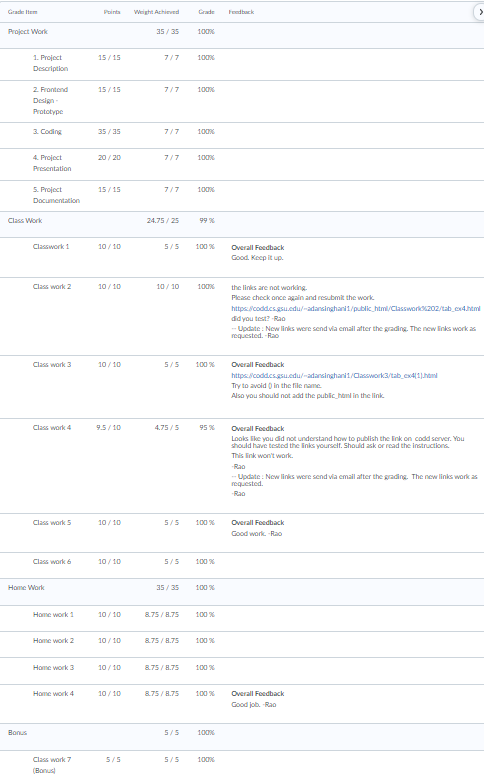 Grade Item Points Weight Achieved Grade Feedback
Project Work 35 / 35 100%
1. Project 15 / 15 7 / 7 100%
Description
2. Frontend 15 / 15 7 / 7 100%
Design -
Prototype
3. Coding 35 / 35 7 / 7 100%
4. Project 20 / 20 7 / 7 100%
Presentation
5. Project 15 / 15 7 / 7 100%
Documentation
Class Work 24.75 / 25 99 %
Classwork 1 10 / 10 5 / 5 100 % Overall Feedback
Good. Keep it up.
Class work 2 10 / 10 10 / 10 100% the links are not working.
Please check once again and resubmit the work.
https://codd.cs.gsu.edu/~adansinghani1/public_html/Classwork%202/tab_ex4.html
did you test? -Rao
-- Update : New links were send via email after the grading. The new links work as
requested. -Rao
Class work 3 10 / 10 5 / 5 100 % Overall Feedback
https://codd.cs.gsu.edu/~adansinghani1/Classwork3/tab_ex4(1).html
Try to avoid () in the file name.
Also you should not add the public_html in the link.
Class work 4 9.5 / 10 4.75 / 5 95 % Overall Feedback
Looks like you did not understand how to publish the link on codd server. You
should have tested the links yourself. Should ask or read the instructions.
This link won't work.
-Rao
-- Update : New links were send via email after the grading. The new links work as
requested.
-Rao
Class work 5 10 / 10 5 / 5 100 % Overall Feedback
Good work. -Rao
Class work 6 10 / 10 5 / 5 100 %
Home Work 35 / 35 100 %
Home work 1 10 / 10 8.75 / 8.75 100 %
Home work 2 10 / 10 8.75 / 8.75 100 %
Home work 3 10 / 10 8.75 / 8.75 100 %
Home work 4 10 / 10 8.75 / 8.75 100 % Overall Feedback
Good job. -Rao
Bonus 5 / 5 100%
Class work 7 5 / 5 5 / 5 100%
(Bonus)